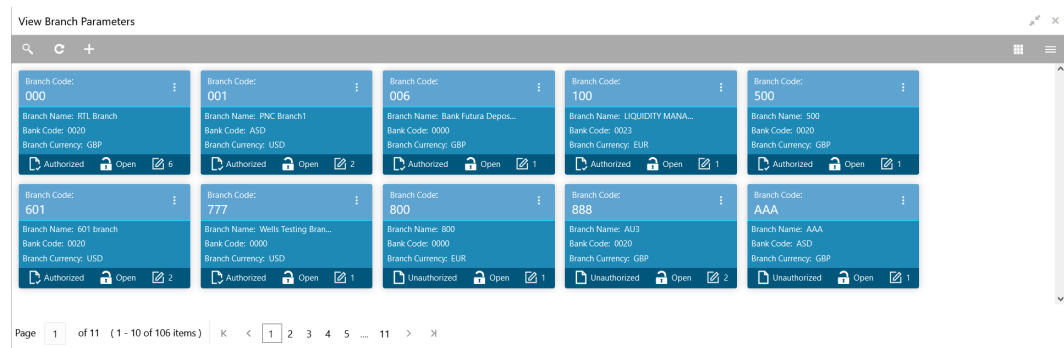 View Branch Parameters
Branch Code:
000
Branch Name: RTL Branch
Bank Code: 0020
Branch Currency: GBP
Authorized Open 6
Branch Code:
001
Branch Name: PNC Branch1
Bank Code: ASD
Branch Currency: USD
Authorized Open 2
Branch Code:
006
Branch Name: Bank Futura Depos...
Bank Code: 0000
Branch Currency: GBP
Authorized Open 1
Branch Code:
100
Branch Name: LIQUIDITY MANA...
Bank Code: 0023
Branch Currency: EUR
Authorized Open 1
Branch Code:
500
Branch Name: 500
Bank Code: 0020
Branch Currency: GBP
Authorized Open 1
Branch Code:
601
Branch Name: 601 branch
Bank Code: 0020
Branch Currency: USD
Authorized Open 2
Branch Code:
777
Branch Name: Wells Testing Bran...
Bank Code: 0000
Branch Currency: USD
Authorized Open 1
Branch Code:
800
Branch Name: 800
Bank Code: 0000
Branch Currency: EUR
Unauthorized Open 1
Branch Code:
888
Branch Name: AU3
Bank Code: 0020
Branch Currency: GBP
Unauthorized Open 2
Branch Code:
AAA
Branch Name: AAA
Bank Code: ASD
Branch Currency: GBP
Unauthorized Open 1
Page 1 of 11 ( 1 - 10 of 106 items ) 1 2 3 4 5 .... 11